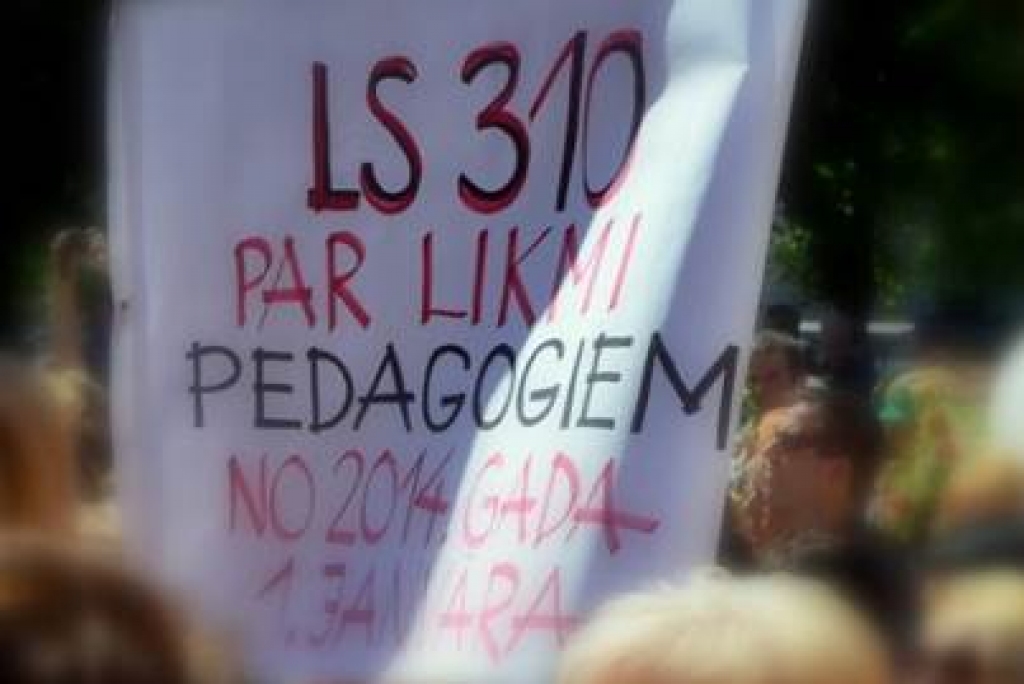 LS 310
PAR LIKMI
PEDAGOGIEM
NO 2014. GADA
1. JANVĀRA